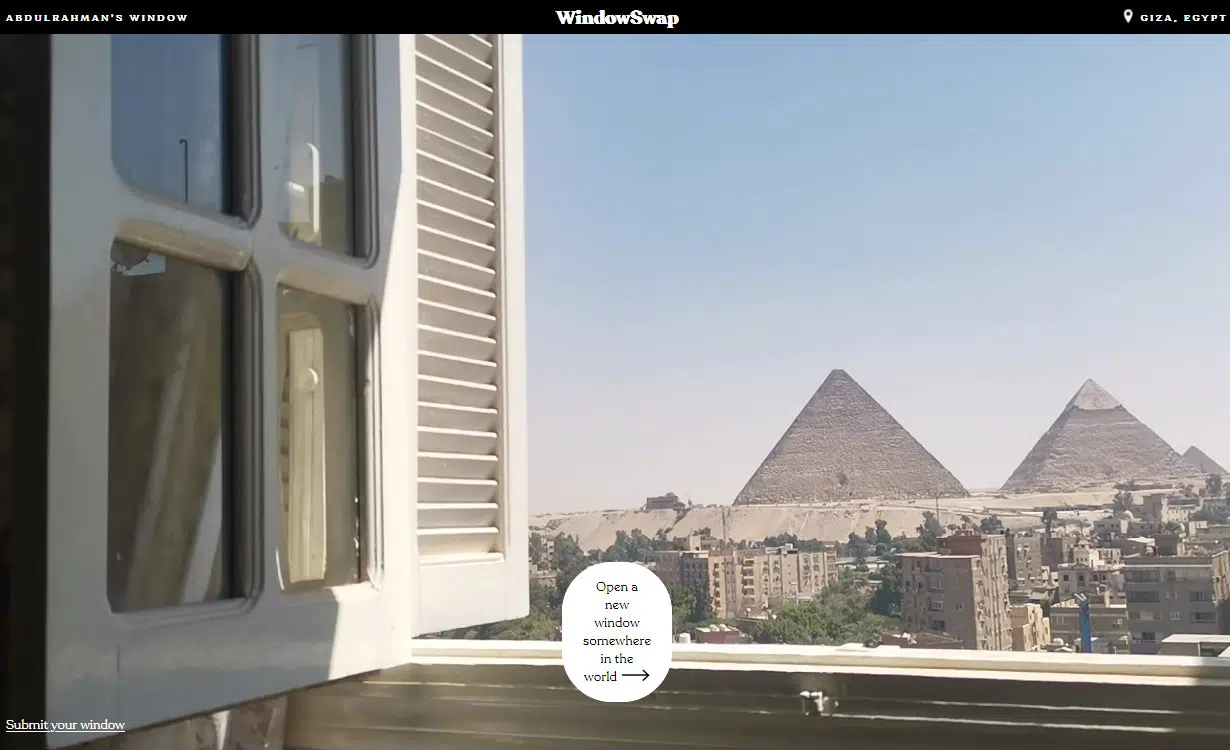 ABDULRAHMAN'S WINDOW
WindowSwap
GIZA, EGYPT
Open a
new
window
somewhere
in the
world
Submit your window